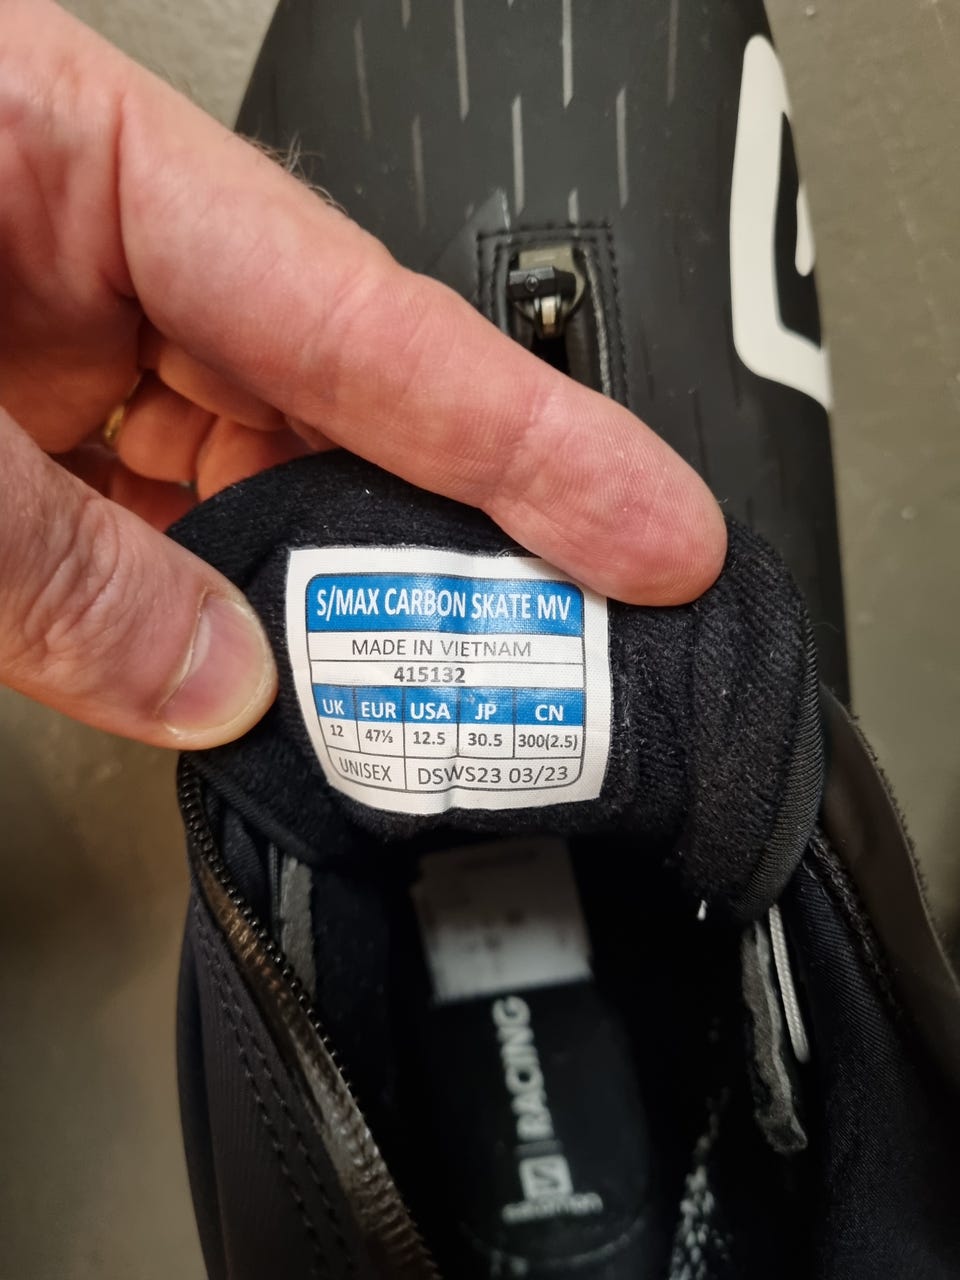 S/MAX CARBON SKATE MV
MADE IN VIETNAM
415132
UK EUR USA JP CN
12 47⅓ 12.5 30.5 300(2.5)
UNISEX DSWS23 03/23
RACING
salomon